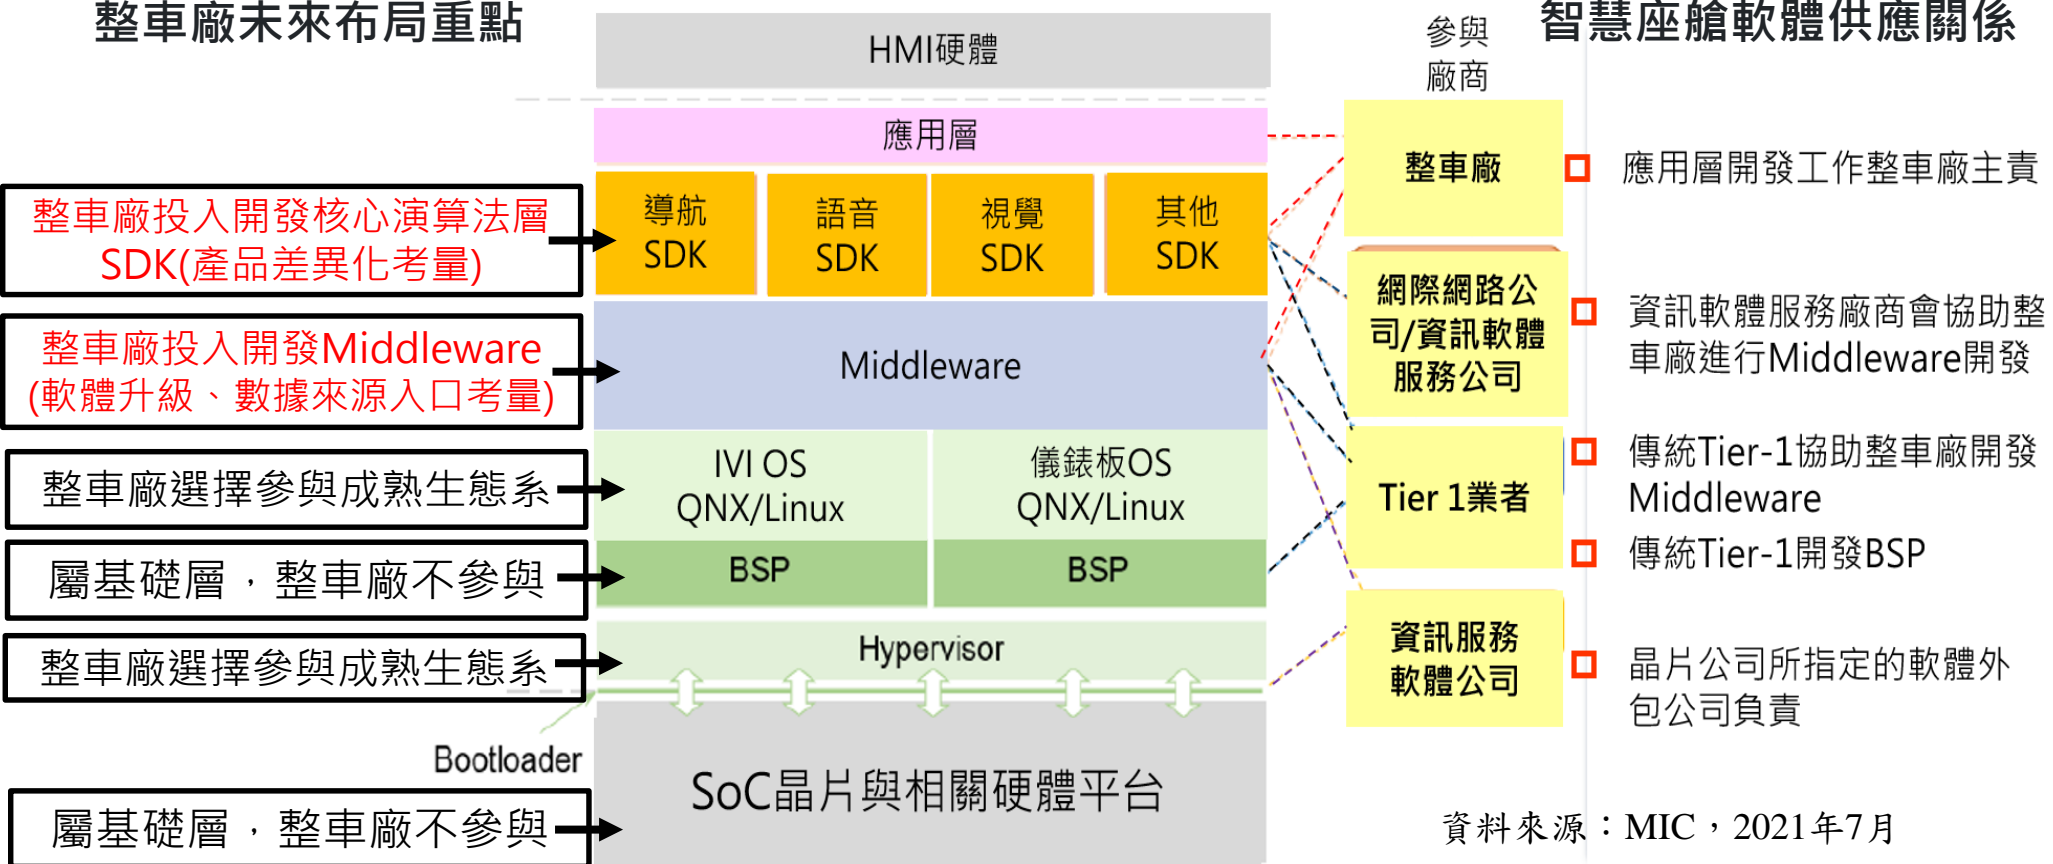 整車廠未來布局重點
智慧座艙軟體供應關係
參與
廠商
HMI硬體
應用層
導航
SDK
語音
SDK
視覺
SDK
其他
SDK
Middleware
IVI OS
QNX/Linux
儀錶板OS
QNX/Linux
BSP
BSP
Hypervisor
Bootloader
SoC晶片與相關硬體平台
整車廠投入開發核心演算法層
SDK(產品差異化考量)
整車廠投入開發Middleware
(軟體升級、數據來源入口考量)
整車廠選擇參與成熟生態系
屬基礎層，整車廠不參與
整車廠選擇參與成熟生態系
屬基礎層，整車廠不參與
整車廠
網際網路公
司/資訊軟體
服務公司
Tier 1業者
資訊服務
軟體公司
應用層開發工作整車廠主責
資訊軟體服務廠商會協助整
車廠進行Middleware開發
傳統Tier-1協助整車廠開發
Middleware
傳統Tier-1開發BSP
晶片公司所指定的軟體外
包公司負責
資料來源：MIC，2021年7月